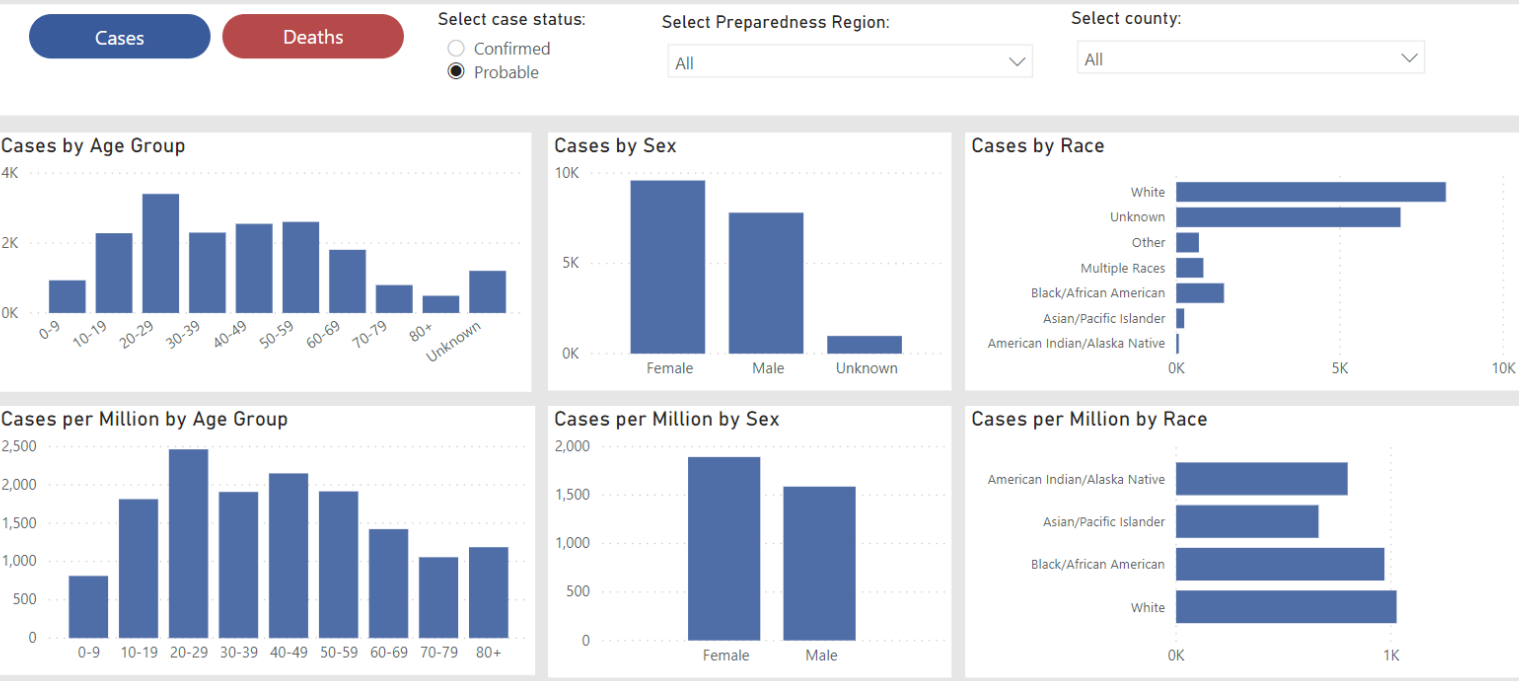 Cases
Deaths
Select case status:
Confirmed
Probable
Select Preparedness Region:
All
Select county:
All
Cases by Age Group
4K
2K
0K
0-9 10-19 20-29 30-39 40-49 50-59 60-69 70-79 80+ Unknown
Cases by Sex
10K
5K
0K
Female Male Unknown
Cases by Race
White
Unknown
Other
Multiple Races
Black/African American
Asian/Pacific Islander
American Indian/Alaska Native
0K 5K 10K
Cases per Million by Age Group
2,500
2,000
1,500
1,000
500
0
0-9 10-19 20-29 30-39 40-49 50-59 60-69 70-79 80+
Cases per Million by Sex
2,000
1,500
1,000
500
0
Female Male
Cases per Million by Race
American Indian/Alaska Native
Asian/Pacific Islander
Black/African American
White
0K 1K